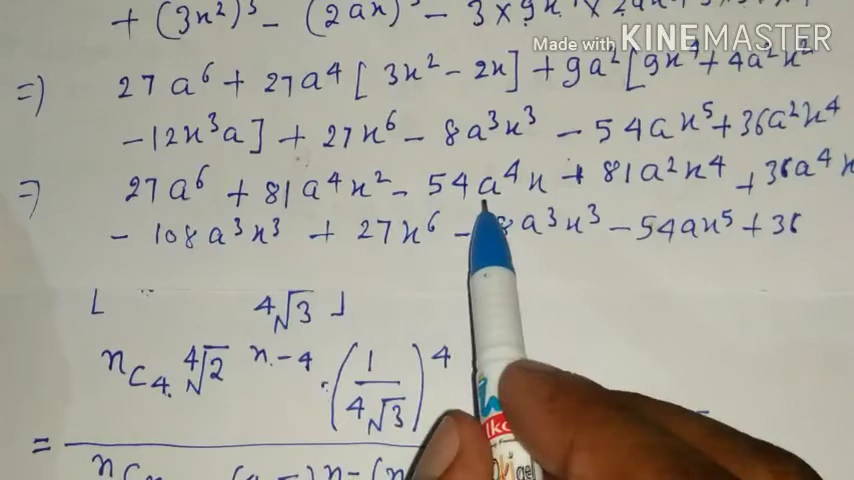 + (3x²)³ - (2ax)³ - 3 × 9x
Made with KINEMASTER
⇒) 27a⁶ + 27a⁴ [3x² - 2x] + 9a² [9x⁴ + 4a²x²
- 12x³a] + 27x⁶ - 8a³x³ - 54ax⁵ + 36a²x⁴
⇒ 27a⁶ + 81a⁴x² - 54a⁴x + 81a²x⁴ + 36a⁴x
- 108a³x³ + 27x⁶ - 8a³x³ - 54ax⁵ + 36
[ ⁴√3 ]
ⁿC₄. ⁴√2 ⁿ⁻⁴ . (1/⁴√3)⁴
=